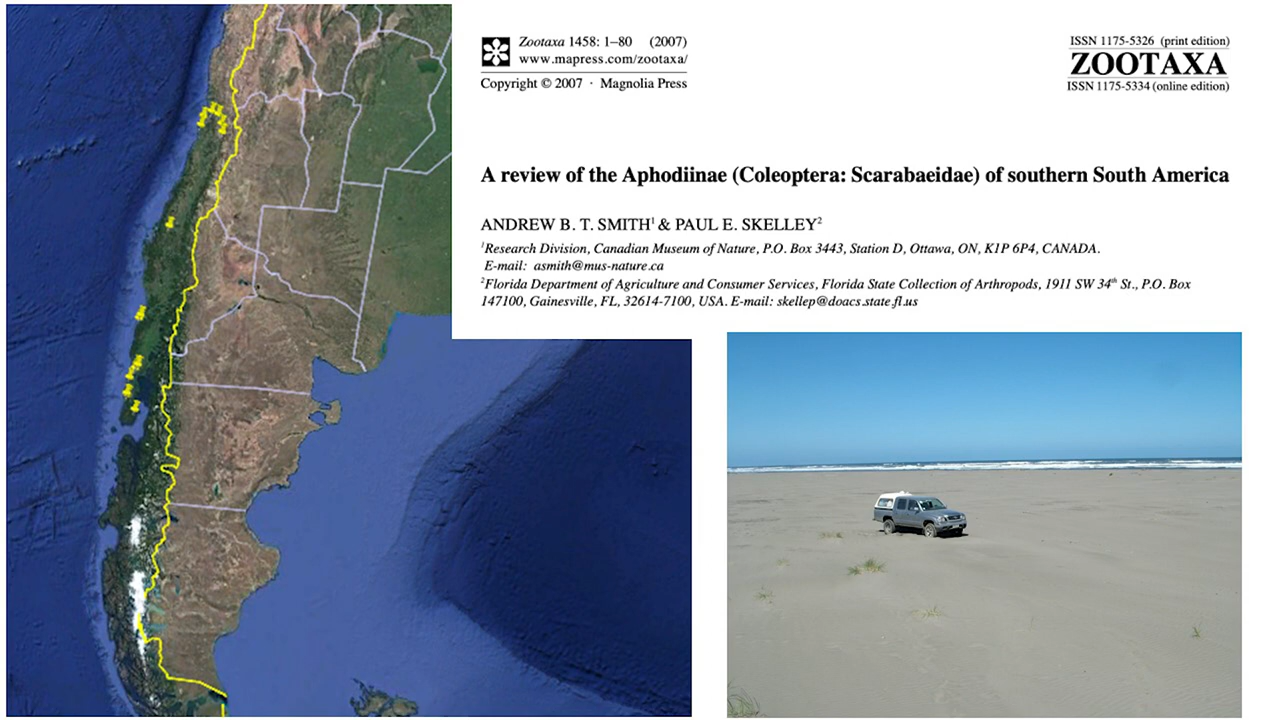 Zootaxa 1458: 1–80 (2007)
www.mapress.com/zootaxa/
Copyright © 2007 · Magnolia Press
ISSN 1175-5326 (print edition)
ZOOTAXA
ISSN 1175-5334 (online edition)
A review of the Aphodiinae (Coleoptera: Scarabaeidae) of southern South America
ANDREW B. T. SMITH¹ & PAUL E. SKELLEY²
¹Research Division, Canadian Museum of Nature, P.O. Box 3443, Station D, Ottawa, ON, K1P 6P4, CANADA.
E-mail: asmith@mus-nature.ca
²Florida Department of Agriculture and Consumer Services, Florida State Collection of Arthropods, 1911 SW 34th St., P.O. Box
147100, Gainesville, FL, 32614-7100, USA. E-mail: skellep@doacs.state.fl.us